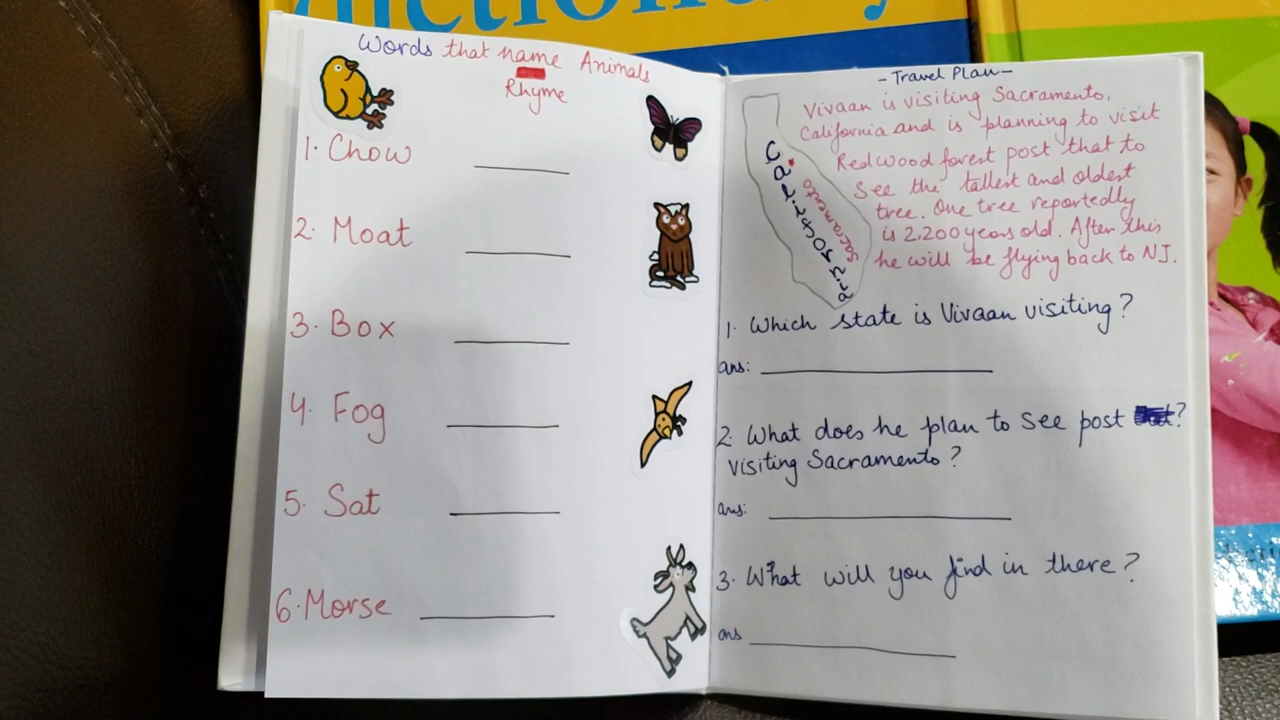 dictionary
Words that name Animals
Rhyme
1. Chow
2. Moat
3. Box
4. Fog
5. Sat
6. Morse
- Travel Plan -
Vivaan is visiting Sacramento,
California and is planning to visit
Redwood forest post that to
see the tallest and oldest
tree. One tree reportedly
is 2,200 years old. After this
he will be flying back to NJ.
California
Sacramento
1. Which state is Vivaan visiting?
ans:
2. What does he plan to see post ?
visiting Sacramento?
ans:
3. What will you find in there?
ans